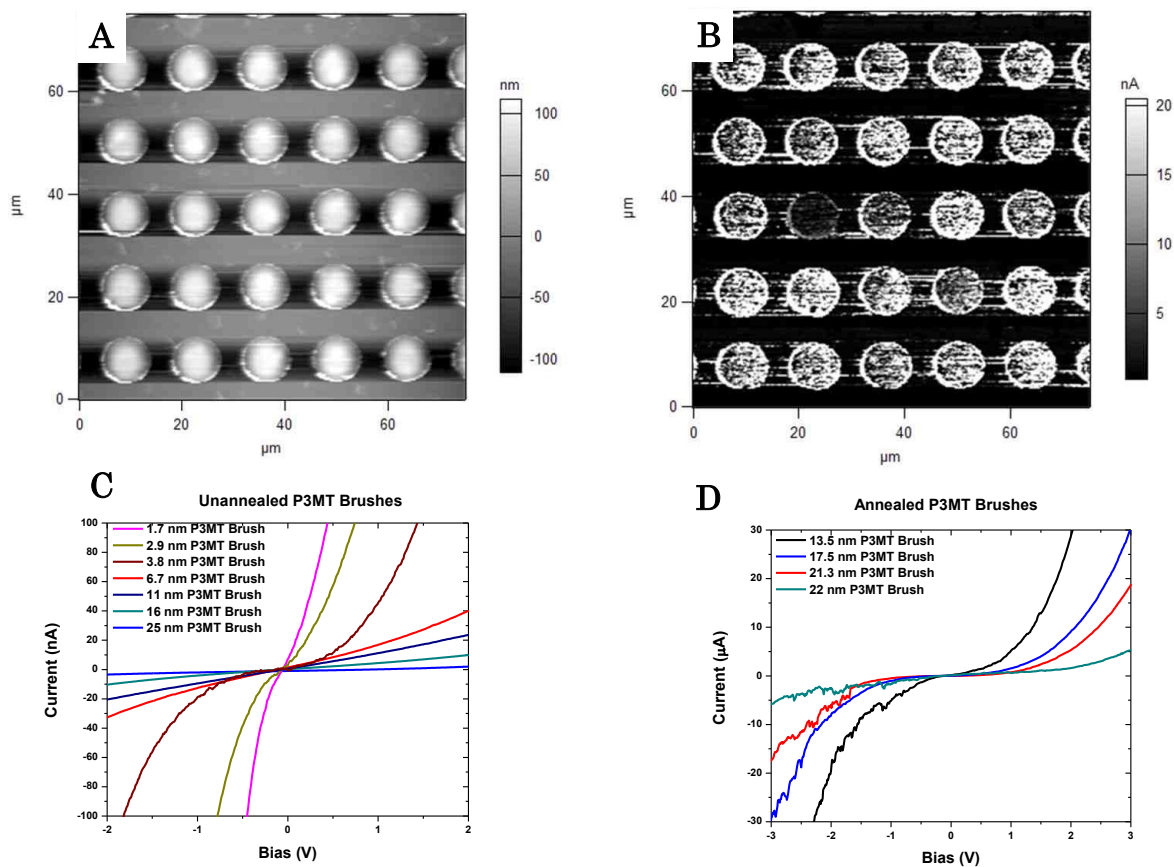 A
nm
100
50
0
-50
-100
60
40
20
0
µm
0
20
40
60
µm
B
nA
20
15
10
5
60
40
20
0
µm
0
20
40
60
µm
C
Unannealed P3MT Brushes
1.7 nm P3MT Brush
2.9 nm P3MT Brush
3.8 nm P3MT Brush
6.7 nm P3MT Brush
11 nm P3MT Brush
16 nm P3MT Brush
25 nm P3MT Brush
100
80
60
40
20
0
-20
-40
-60
-80
-100
Current (nA)
-2
-1
0
1
2
Bias (V)
D
Annealed P3MT Brushes
13.5 nm P3MT Brush
17.5 nm P3MT Brush
21.3 nm P3MT Brush
22 nm P3MT Brush
30
20
10
0
-10
-20
-30
Current (µA)
-3
-2
-1
0
1
2
3
Bias (V)